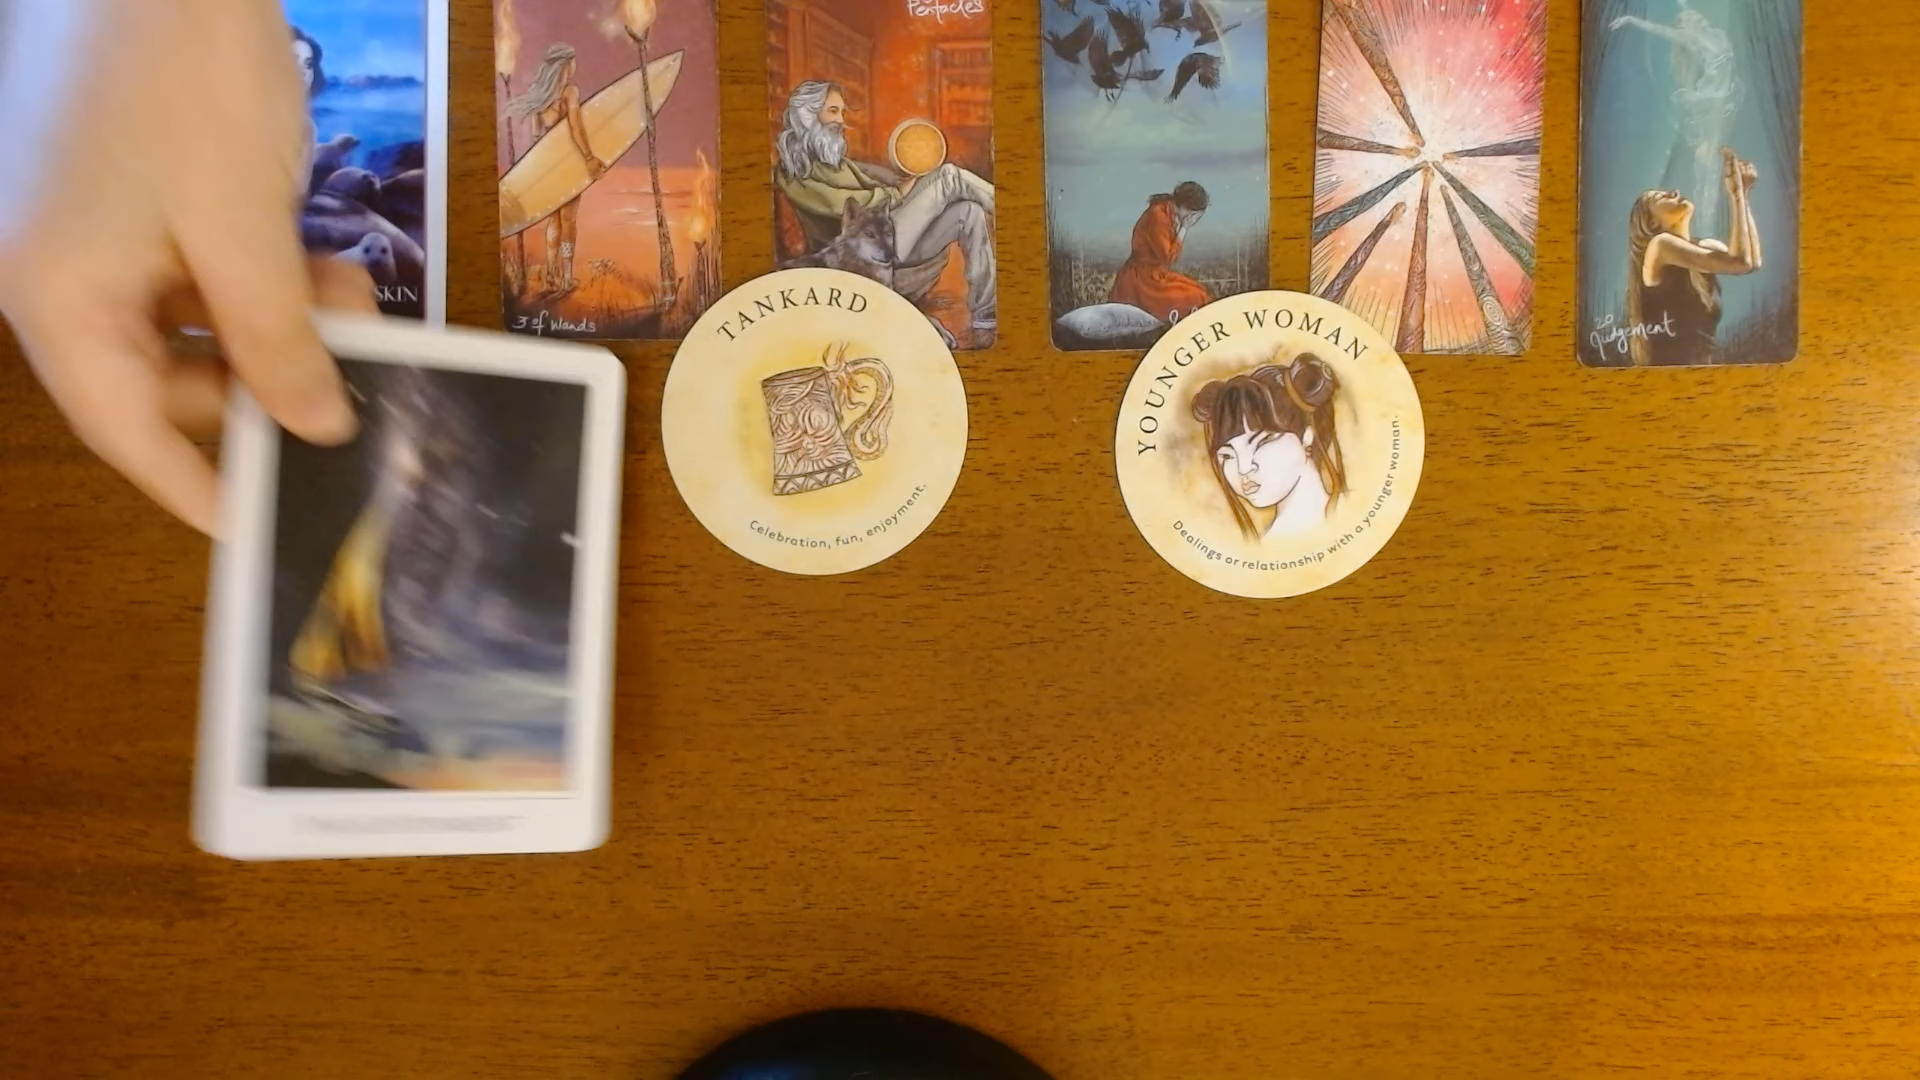 Pentacles
SKIN
3 of Wands
TANKARD
Celebration, fun, enjoyment.
YOUNGER WOMAN
Dealings or relationship with a younger woman.
20
Judgement